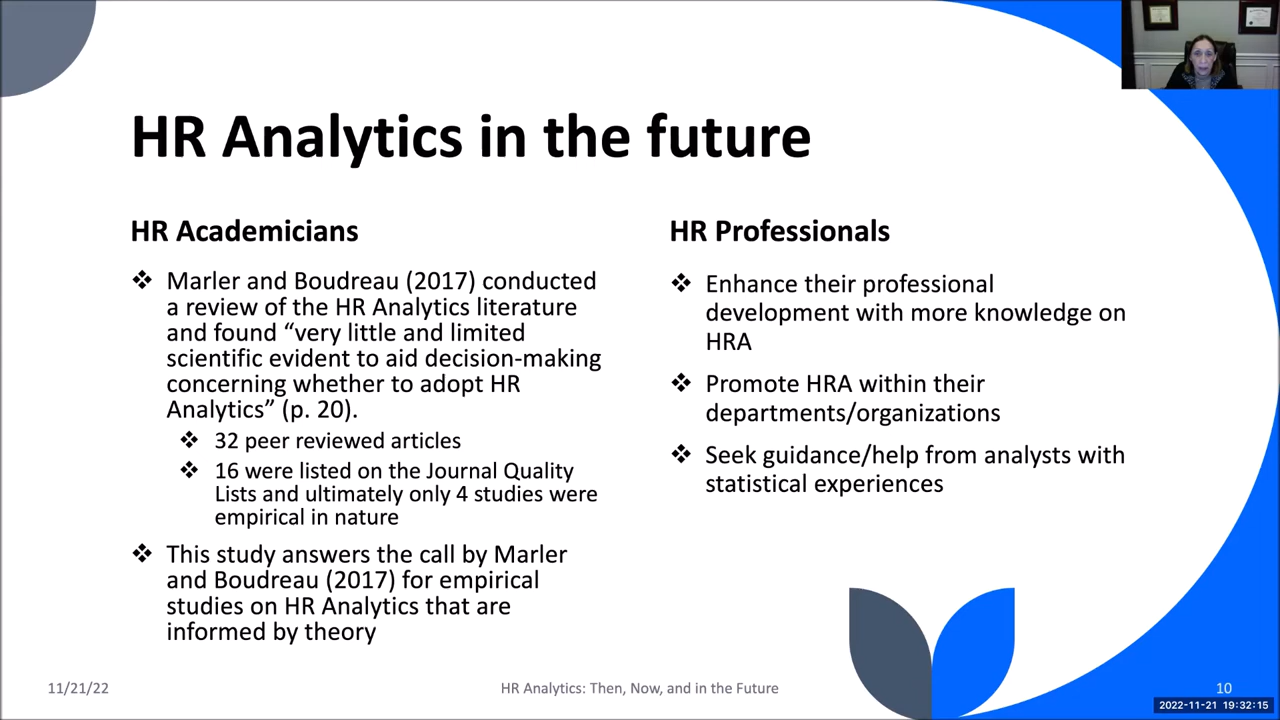 HR Analytics in the future
HR Academicians
❖ Marler and Boudreau (2017) conducted
a review of the HR Analytics literature
and found “very little and limited
scientific evident to aid decision-making
concerning whether to adopt HR
Analytics” (p. 20).
❖ 32 peer reviewed articles
❖ 16 were listed on the Journal Quality
Lists and ultimately only 4 studies were
empirical in nature
❖ This study answers the call by Marler
and Boudreau (2017) for empirical
studies on HR Analytics that are
informed by theory
HR Professionals
❖ Enhance their professional
development with more knowledge on
HRA
❖ Promote HRA within their
departments/organizations
❖ Seek guidance/help from analysts with
statistical experiences
11/21/22
HR Analytics: Then, Now, and in the Future
10
2022-11-21 19:32:15